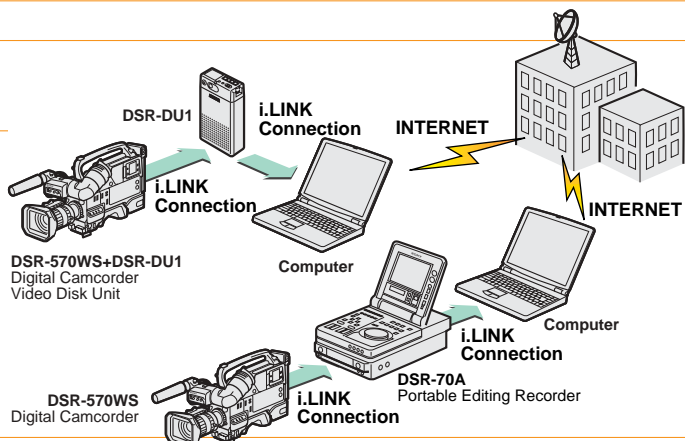 DSR-DU1
i.LINK
Connection
INTERNET
i.LINK
Connection
INTERNET
DSR-570WS+DSR-DU1
Digital Camcorder
Video Disk Unit
Computer
Computer
i.LINK
Connection
DSR-70A
Portable Editing Recorder
DSR-570WS
Digital Camcorder
i.LINK
Connection